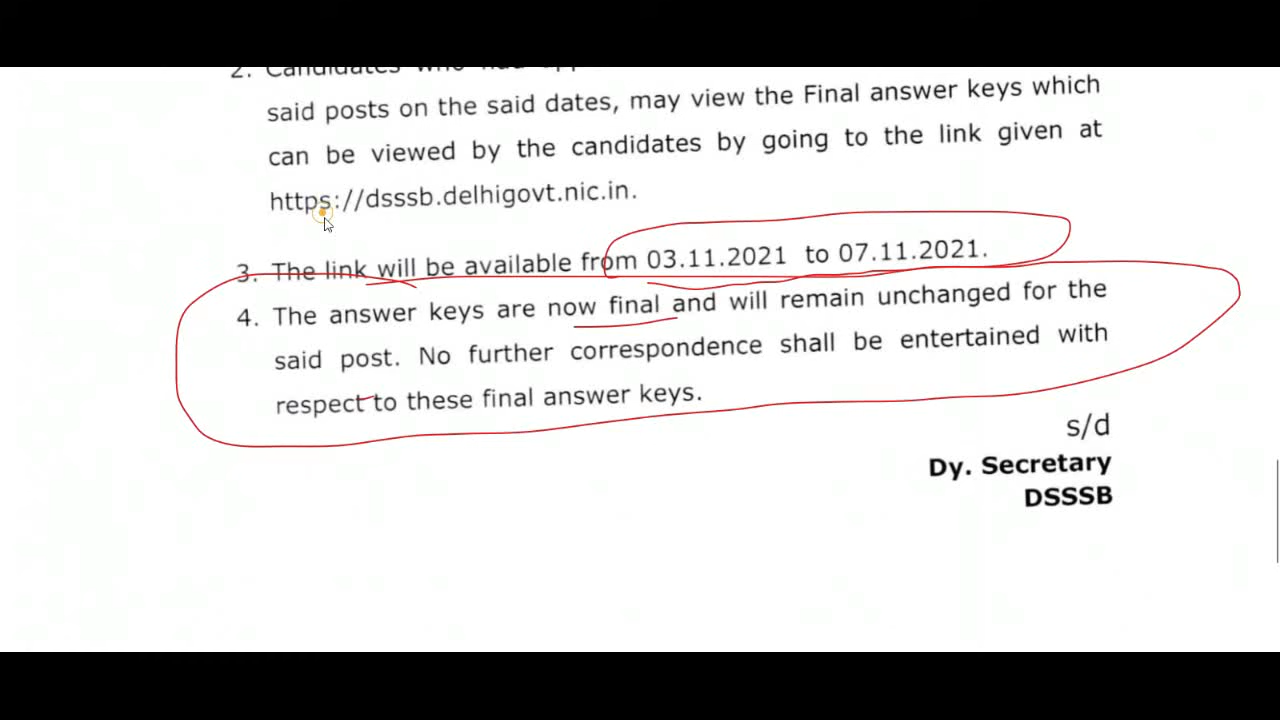 2. Candidates who had
said posts on the said dates, may view the Final answer keys which
can be viewed by the candidates by going to the link given at
https://dsssb.delhigovt.nic.in.
3. The link will be available from 03.11.2021 to 07.11.2021.
4. The answer keys are now final and will remain unchanged for the
said post. No further correspondence shall be entertained with
respect to these final answer keys.
s/d
Dy. Secretary
DSSSB